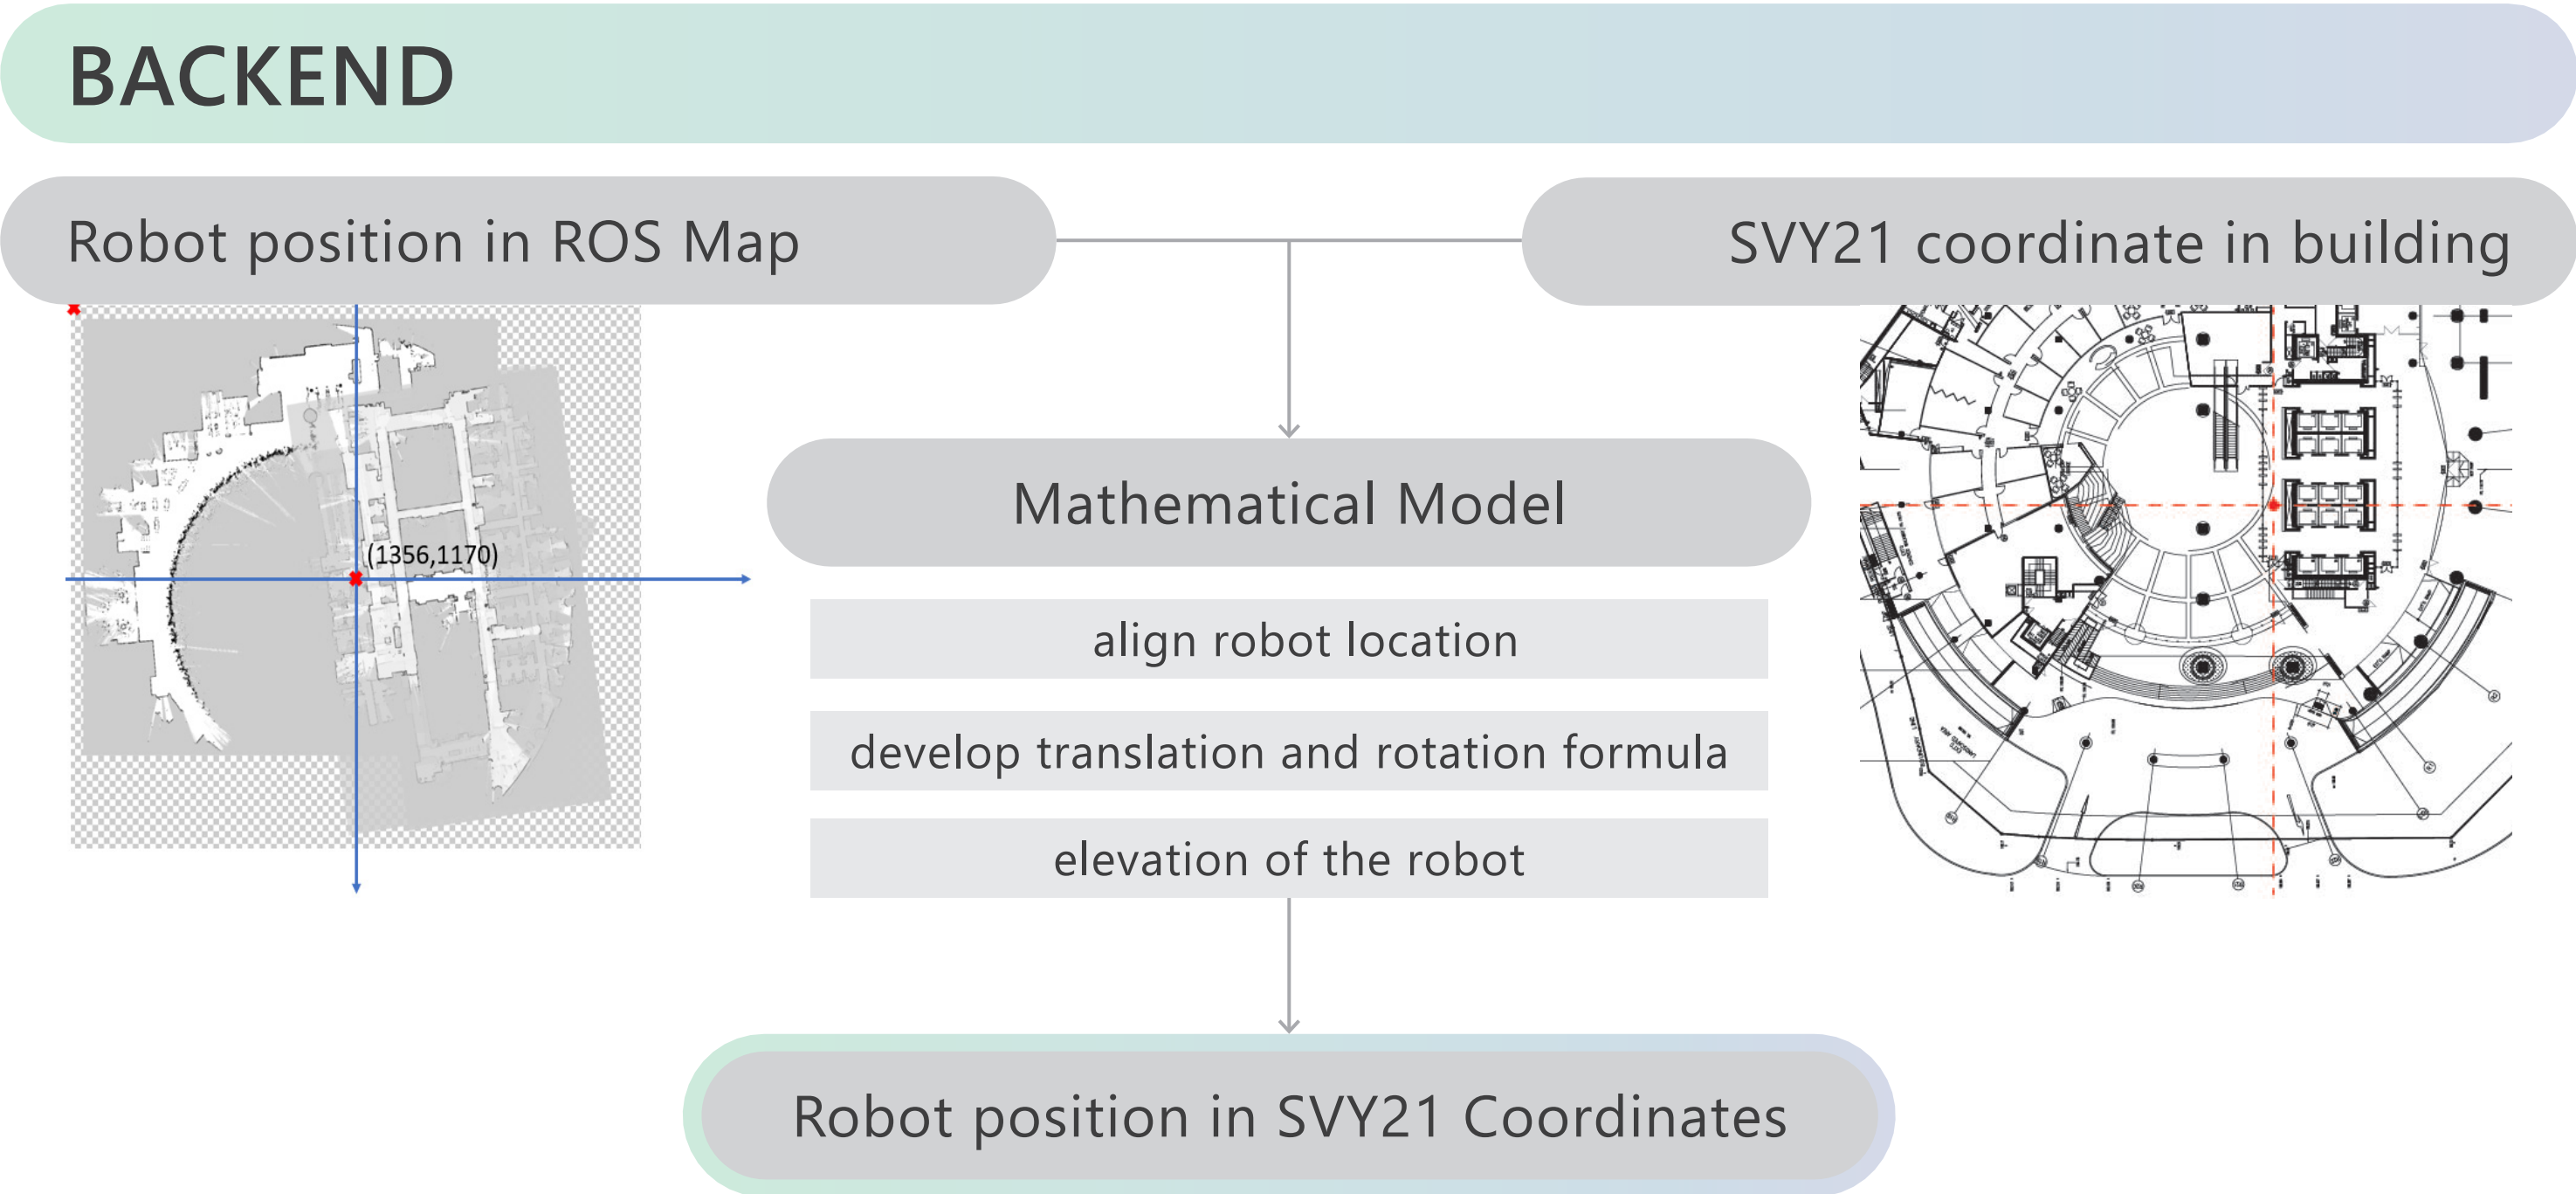 BACKEND
Robot position in ROS Map
SVY21 coordinate in building
(1356,1170)
Mathematical Model
align robot location
develop translation and rotation formula
elevation of the robot
Robot position in SVY21 Coordinates